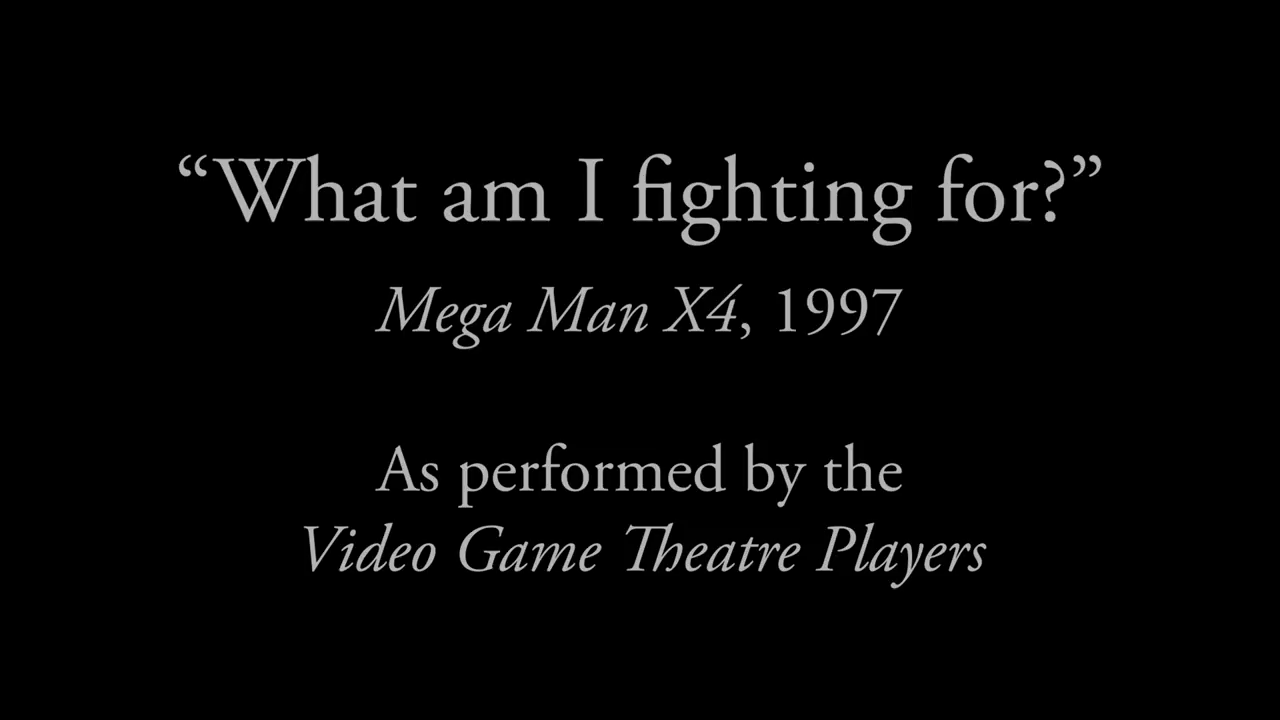 “What am I fighting for?”
Mega Man X4, 1997
As performed by the
Video Game Theatre Players